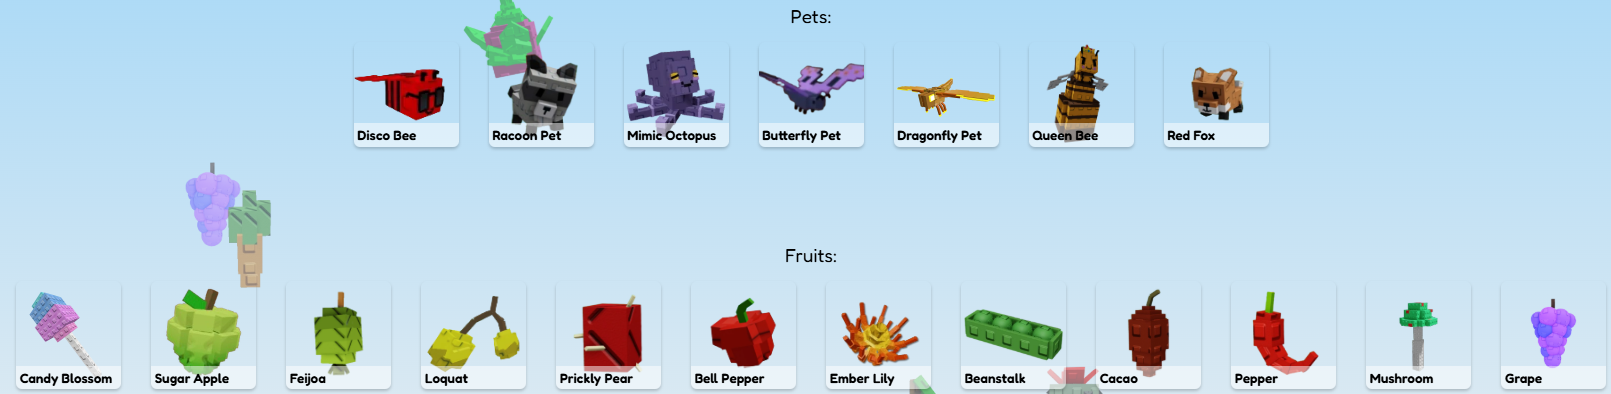 Pets:
Disco Bee
Racoon Pet
Mimic Octopus
Butterfly Pet
Dragonfly Pet
Queen Bee
Red Fox
Fruits:
Candy Blossom
Sugar Apple
Feijoa
Loquat
Prickly Pear
Bell Pepper
Ember Lily
Beanstalk
Cacao
Pepper
Mushroom
Grape